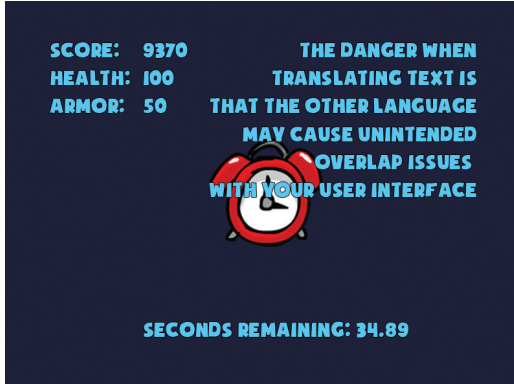 SCORE: 9370
HEALTH: 100
ARMOR: 50
THE DANGER WHEN
TRANSLATING TEXT IS
THAT THE OTHER LANGUAGE
MAY CAUSE UNINTENDED
OVERLAP ISSUES
WITH YOUR USER INTERFACE
SECONDS REMAINING: 34.89